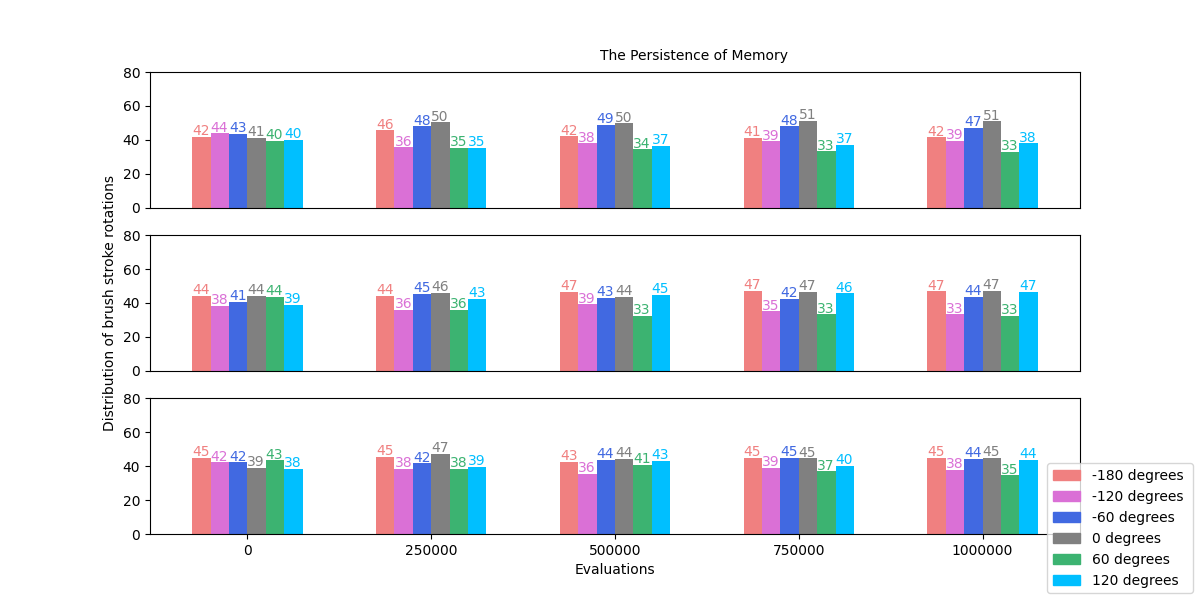 The Persistence of Memory
Distribution of brush stroke rotations
80
60
40
20
0
42 44 43 41 40 40
46 36 48 50 35 35
42 38 49 50 34 37
41 39 48 51 33 37
42 39 47 51 33 38
80
60
40
20
0
44 38 41 44 44 39
44 36 45 46 36 43
47 39 43 44 33 45
47 35 42 47 33 46
47 33 44 47 33 47
80
60
40
20
0
45 42 42 39 43 38
45 38 42 47 38 39
43 36 44 44 41 43
45 39 45 45 37 40
45 38 44 45 35 44
0 250000 500000 750000 1000000
Evaluations
-180 degrees
-120 degrees
-60 degrees
0 degrees
60 degrees
120 degrees